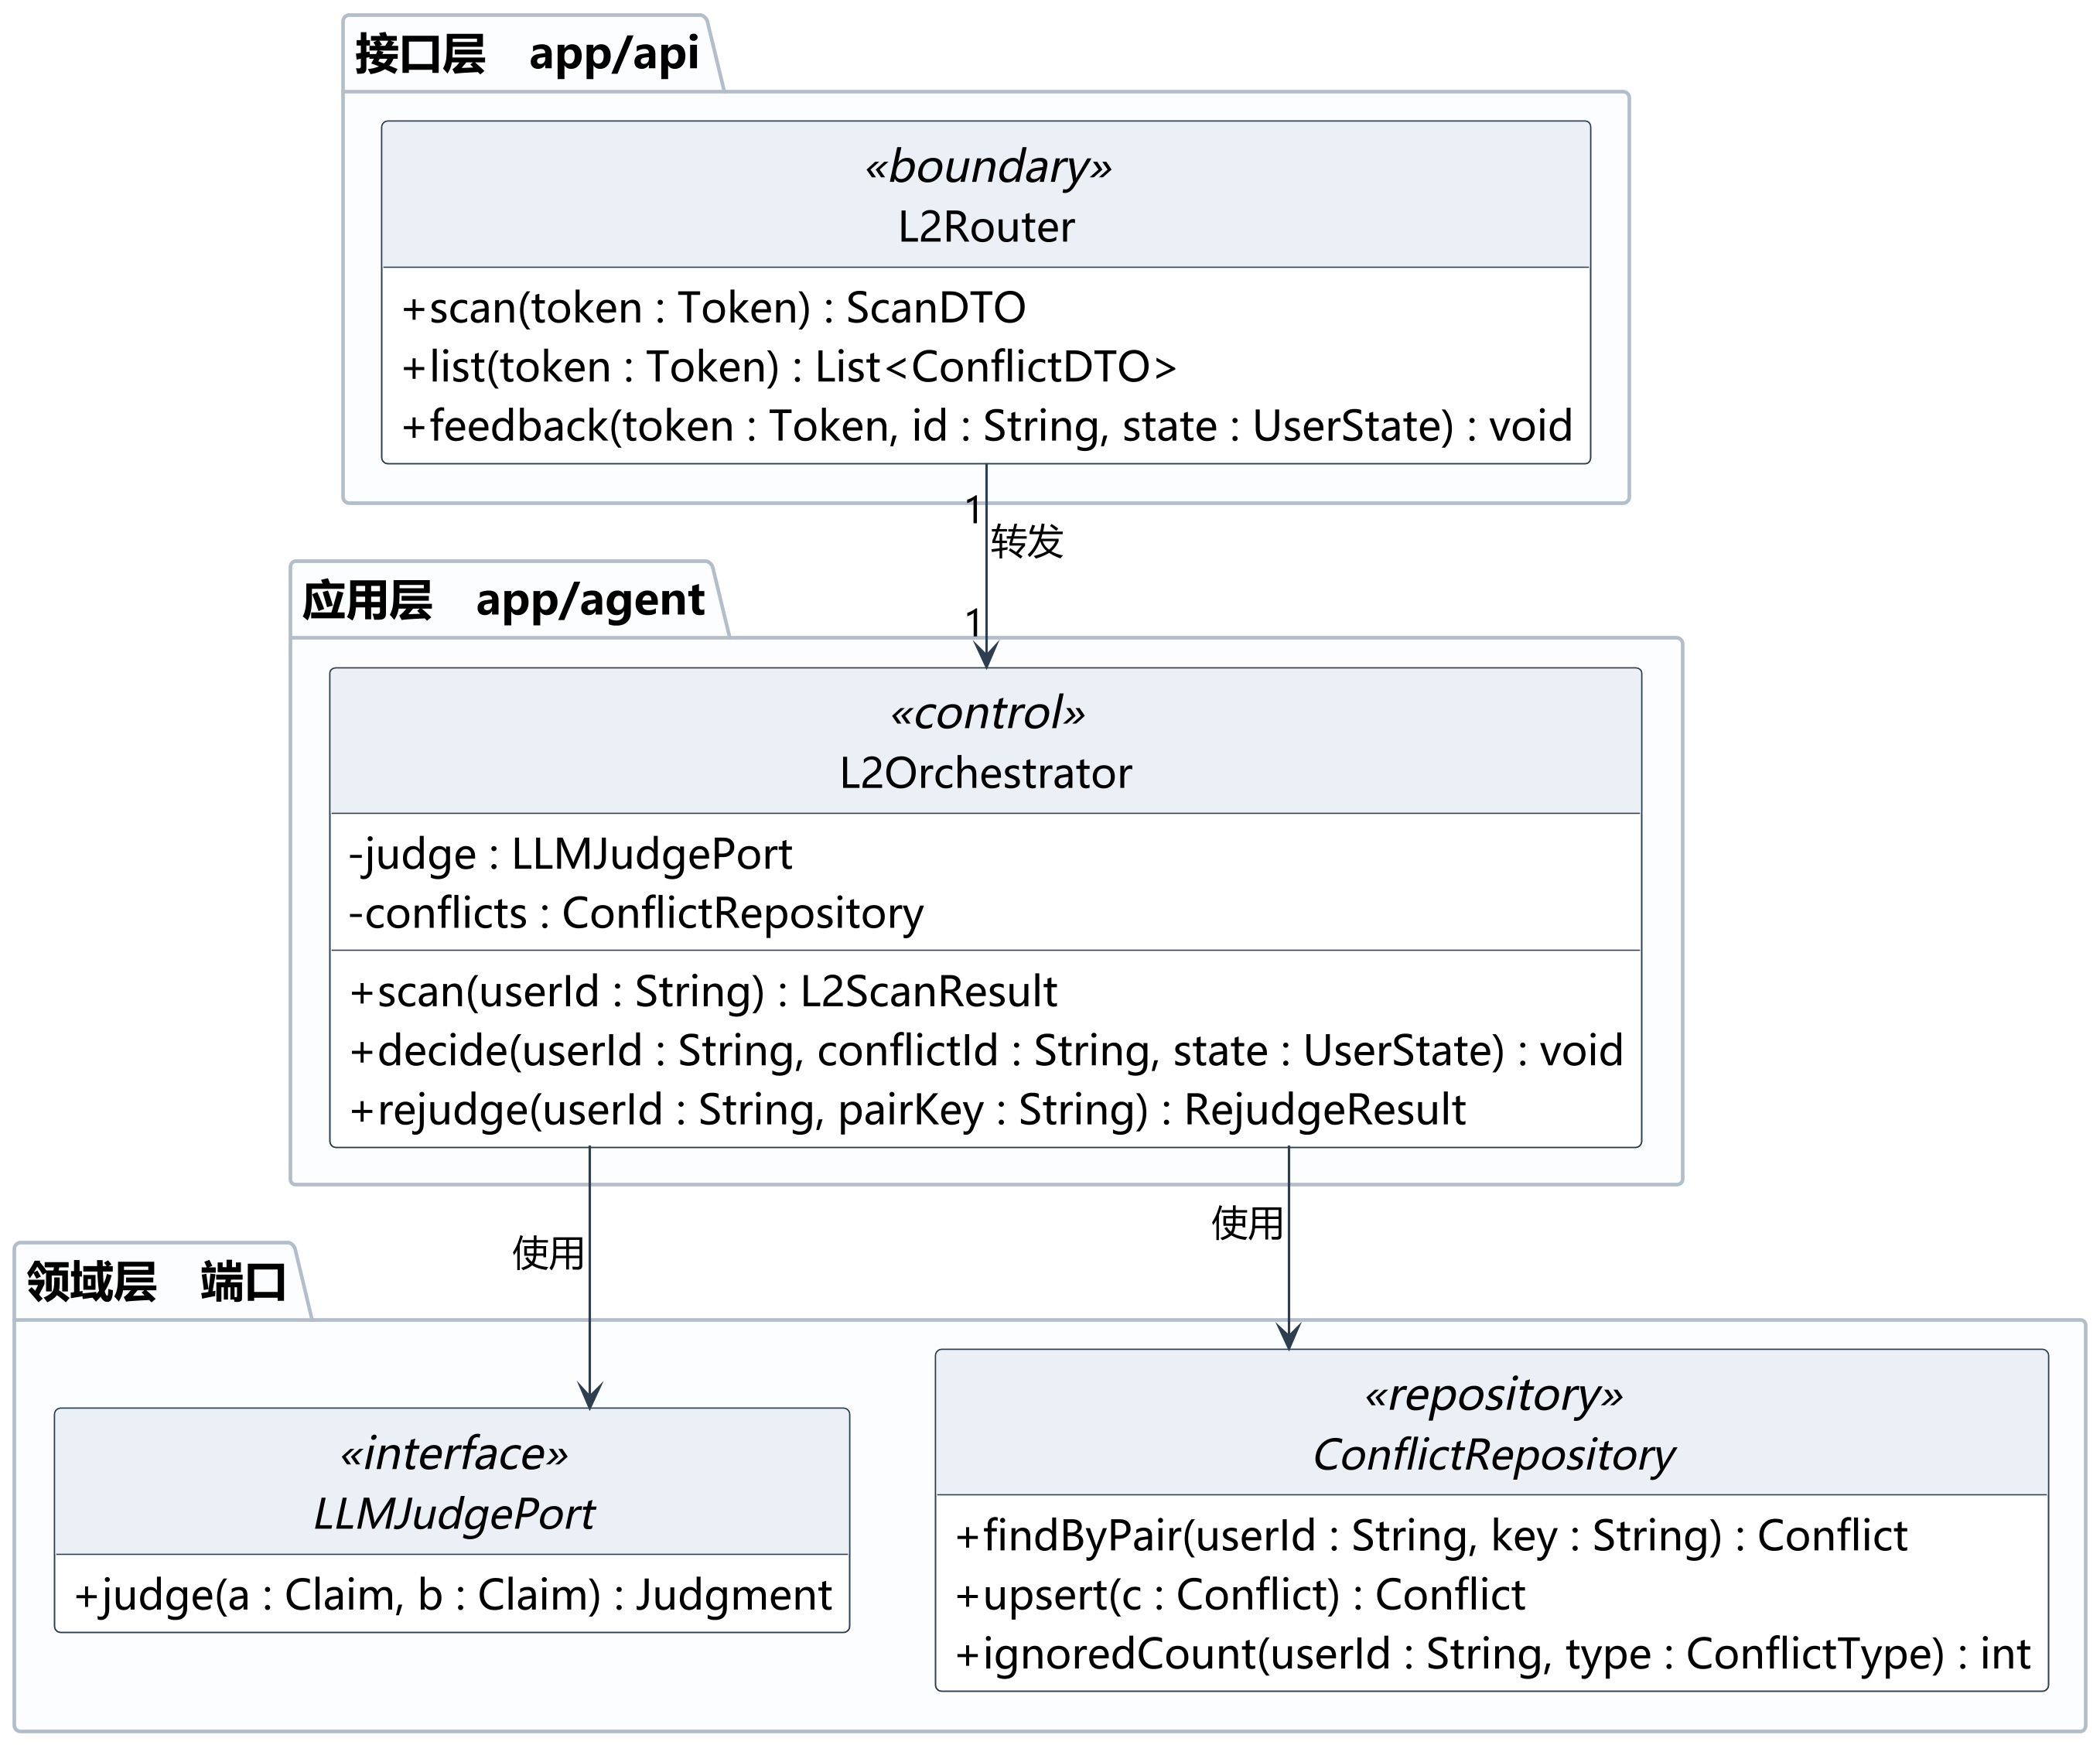 接口层 app/api
«boundary»
L2Router
+scan(token : Token) : ScanDTO
+list(token : Token) : List<ConflictDTO>
+feedback(token : Token, id : String, state : UserState) : void
1
转发
1
应用层 app/agent
«control»
L2Orchestrator
-judge : LLMJudgePort
-conflicts : ConflictRepository
+scan(userId : String) : L2ScanResult
+decide(userId : String, conflictId : String, state : UserState) : void
+rejudge(userId : String, pairKey : String) : RejudgeResult
使用
使用
领域层 端口
«interface»
LLMJudgePort
+judge(a : Claim, b : Claim) : Judgment
«repository»
ConflictRepository
+findByPair(userId : String, key : String) : Conflict
+upsert(c : Conflict) : Conflict
+ignoredCount(userId : String, type : ConflictType) : int